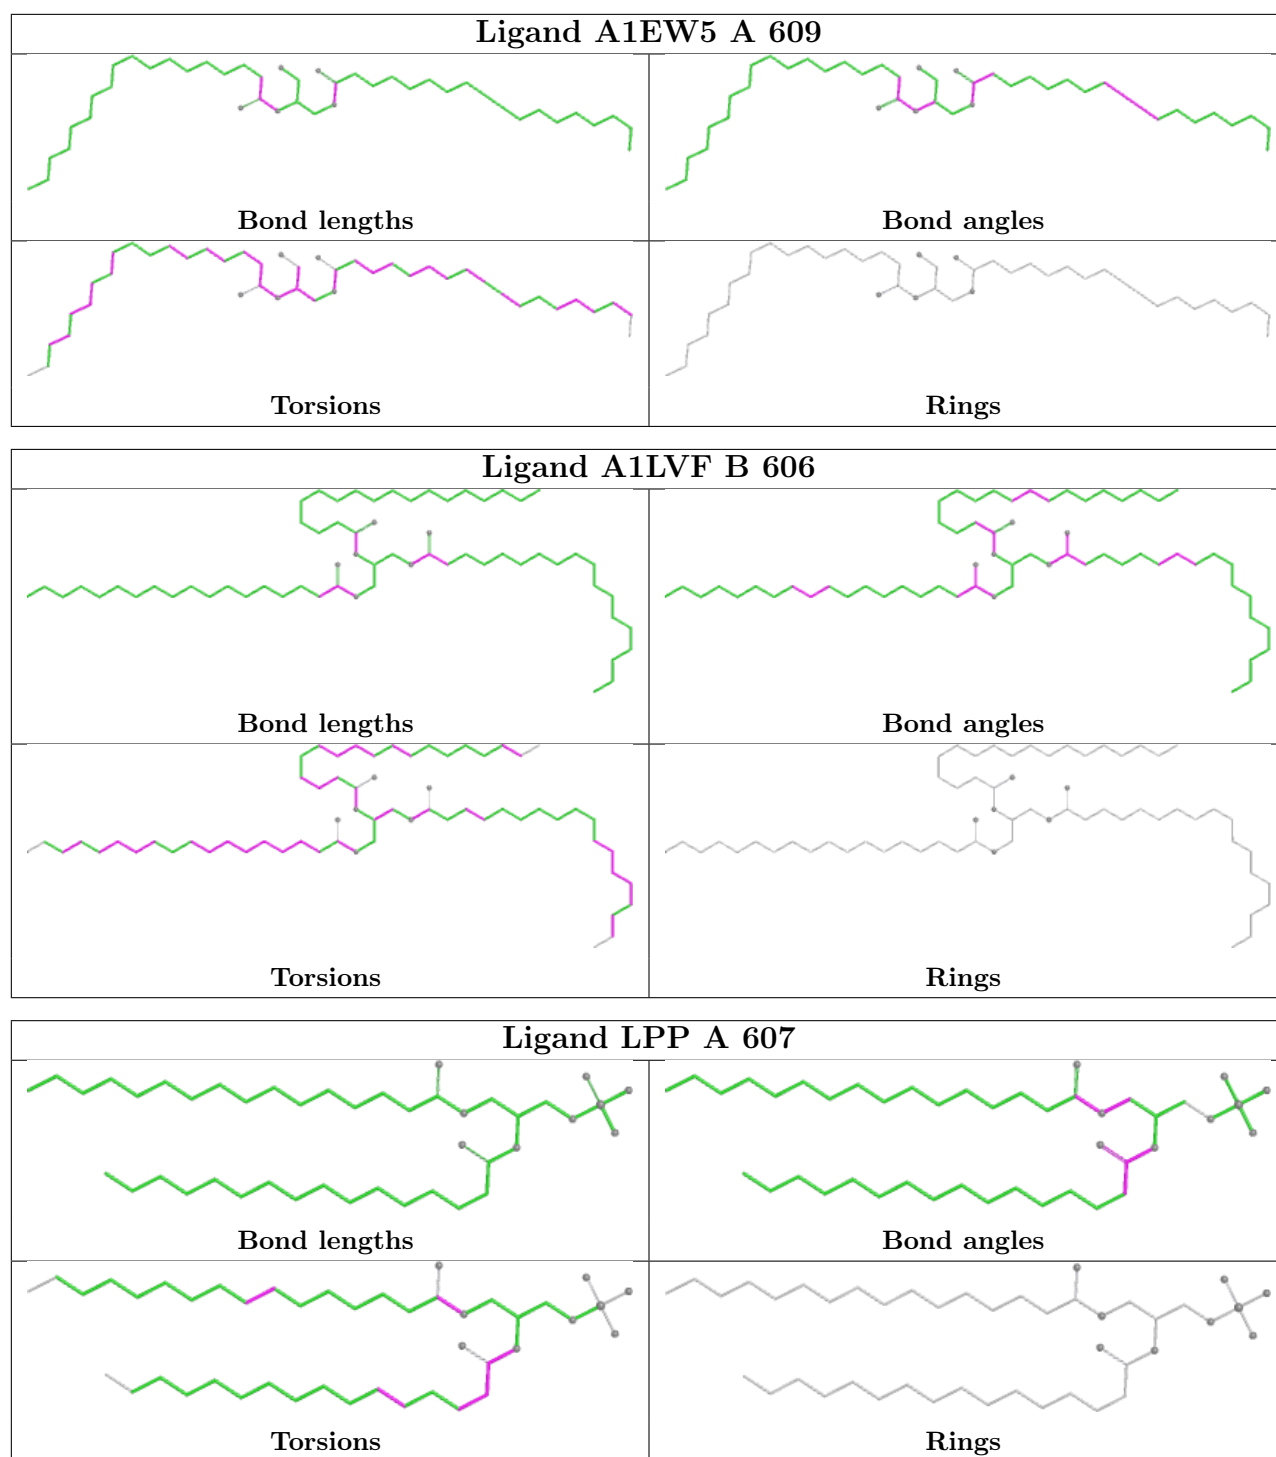 Ligand A1EW5 A 609
Bond lengths
Bond angles
Torsions
Rings
Ligand A1LVF B 606
Bond lengths
Bond angles
Torsions
Rings
Ligand LPP A 607
Bond lengths
Bond angles
Torsions
Rings